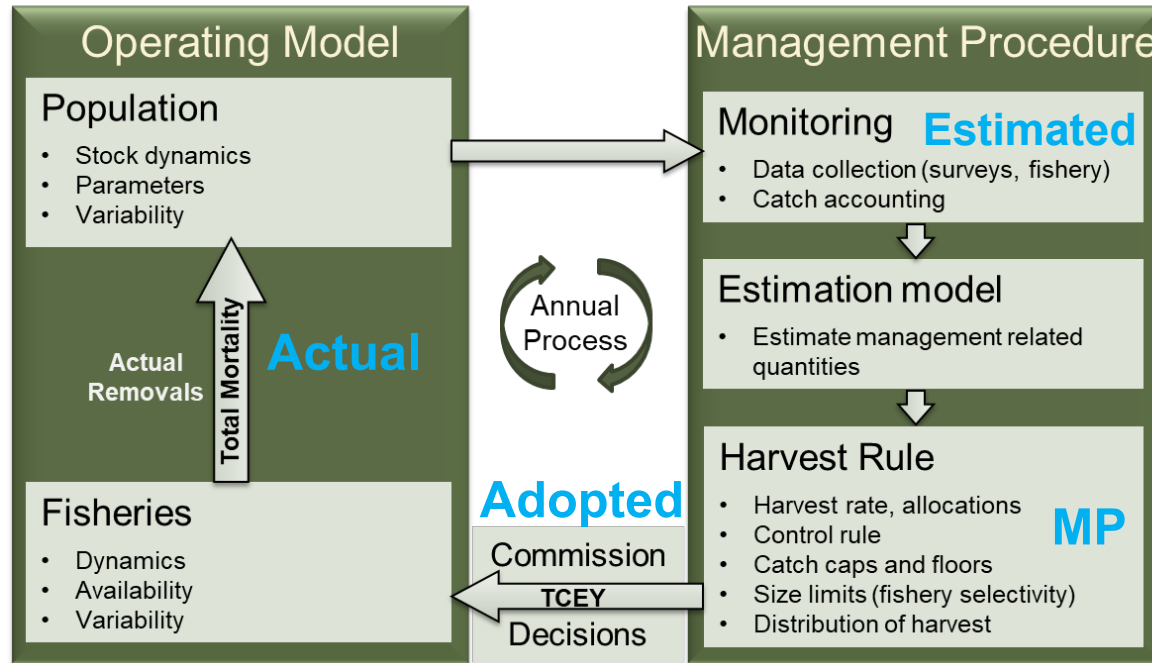 Operating Model
Population
• Stock dynamics
• Parameters
• Variability
Actual
Removals
Total Mortality
Actual
Fisheries
• Dynamics
• Availability
• Variability
Annual
Process
Adopted
Commission
TCEY
Decisions
Management Procedure
Monitoring
Estimated
• Data collection (surveys, fishery)
• Catch accounting
Estimation model
• Estimate management related
quantities
Harvest Rule
• Harvest rate, allocations
• Control rule
• Catch caps and floors
• Size limits (fishery selectivity)
• Distribution of harvest
MP